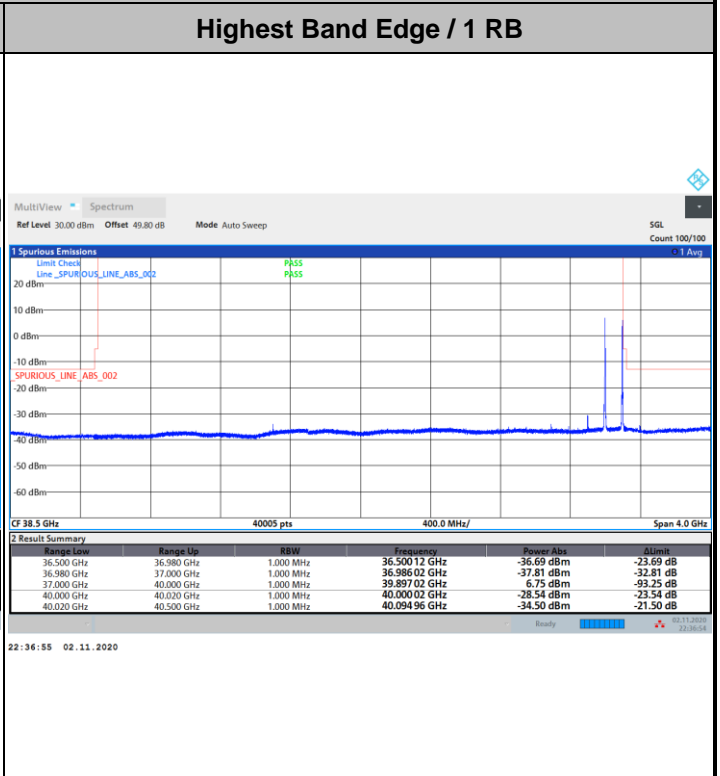 Highest Band Edge / 1 RB
MultiView Spectrum
Ref Level 30.00 dBm Offset 49.80 dB Mode Auto Sweep SGL
Count 100/100
1 Spurious Emissions 1 Avg
Limit Check PASS
Line _SPURIOUS_LINE_ABS_002 PASS
20 dBm
10 dBm
0 dBm
-10 dBm
_SPURIOUS_LINE_ABS_002
-20 dBm
-30 dBm
-40 dBm
-50 dBm
-60 dBm
CF 38.5 GHz 40005 pts 400.0 MHz/ Span 4.0 GHz
2 Result Summary
Range Low Range Up RBW Frequency Power Abs ΔLimit
36.500 GHz 36.980 GHz 1.000 MHz 36.500 12 GHz -36.69 dBm -23.69 dB
36.980 GHz 37.000 GHz 1.000 MHz 36.986 02 GHz -37.81 dBm -32.81 dB
37.000 GHz 40.000 GHz 1.000 MHz 39.897 02 GHz 6.75 dBm -93.25 dB
40.000 GHz 40.020 GHz 1.000 MHz 40.000 02 GHz -28.54 dBm -23.54 dB
40.020 GHz 40.500 GHz 1.000 MHz 40.094 96 GHz -34.50 dBm -21.50 dB
Ready 02.11.2020
22:36:54
22:36:55 02.11.2020